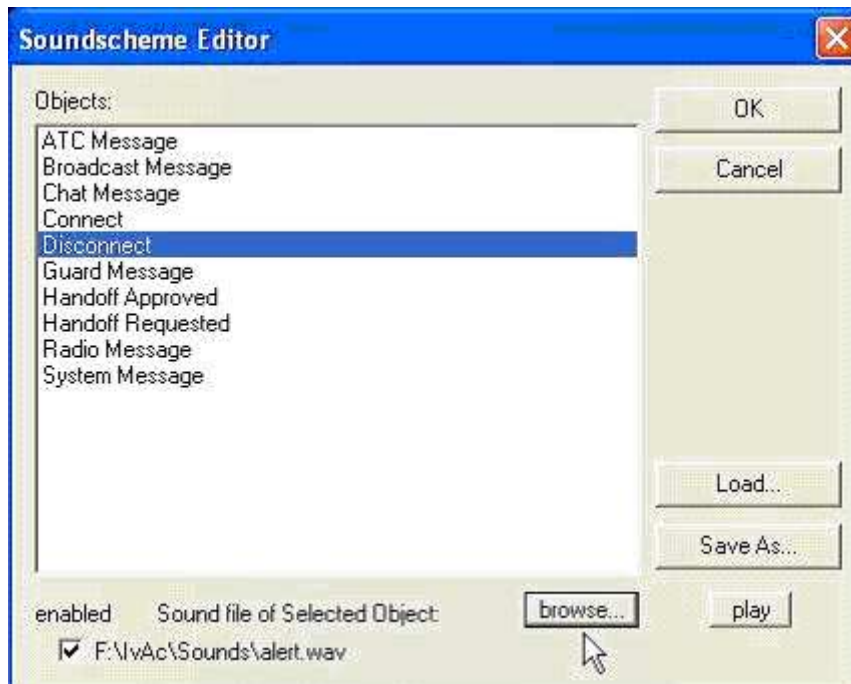 Soundscheme Editor
Objects:
ATC Message
Broadcast Message
Chat Message
Connect
Disconnect
Guard Message
Handoff Approved
Handoff Requested
Radio Message
System Message
OK
Cancel
Load...
Save As...
enabled Sound file of Selected Object: browse... play
F:\IvAc\Sounds\alert.wav